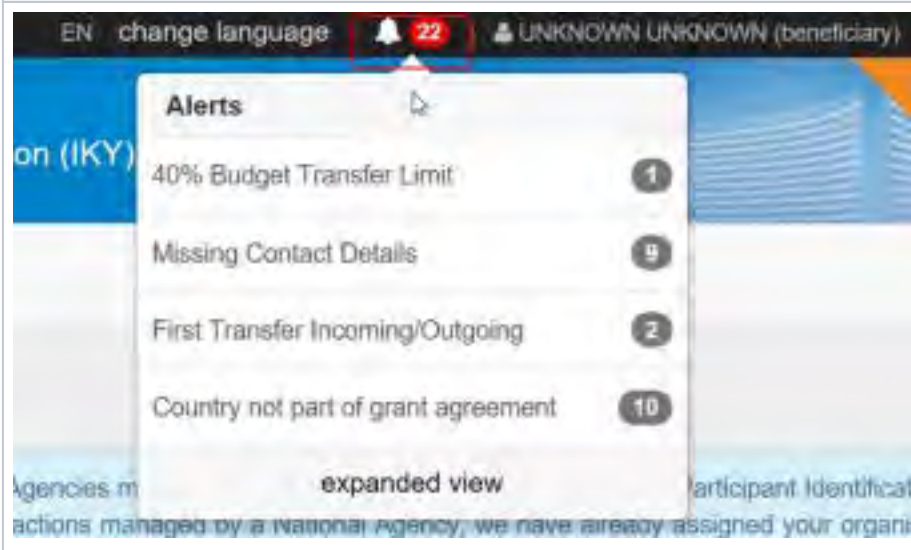 EN change language 22 UNKNOWN UNKNOWN (beneficiary)
Alerts
on (IKY)
40% Budget Transfer Limit 1
Missing Contact Details 9
First Transfer Incoming/Outgoing 2
Country not part of grant agreement 10
expanded view
Agencies m articipant Identificat
actions managed by a National Agency, we have already assigned your organi